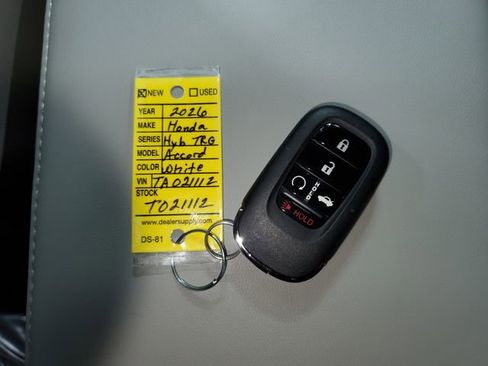 NEW USED
YEAR 2026
MAKE Honda
SERIES Hyb TRG
MODEL Accord
COLOR White
VIN TA021112
STOCK
T021112
www.dealersupply.com
DS-81
HOLD
HOLD